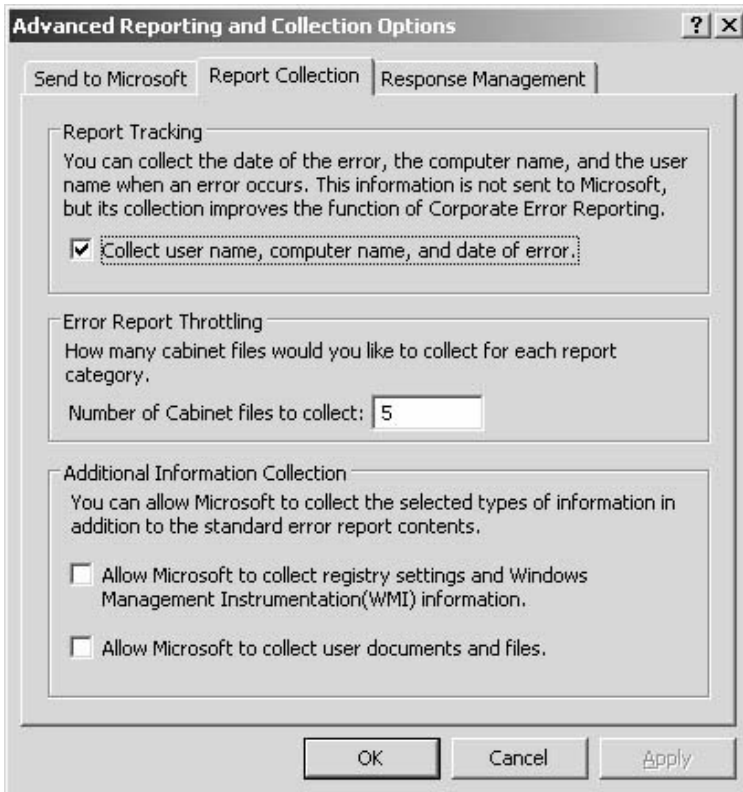 Advanced Reporting and Collection Options
Send to Microsoft Report Collection Response Management
Report Tracking
You can collect the date of the error, the computer name, and the user
name when an error occurs. This information is not sent to Microsoft,
but its collection improves the function of Corporate Error Reporting.
Collect user name, computer name, and date of error.
Error Report Throttling
How many cabinet files would you like to collect for each report
category.
Number of Cabinet files to collect: 5
Additional Information Collection
You can allow Microsoft to collect the selected types of information in
addition to the standard error report contents.
Allow Microsoft to collect registry settings and Windows
Management Instrumentation(WMI) information.
Allow Microsoft to collect user documents and files.
OK Cancel Apply